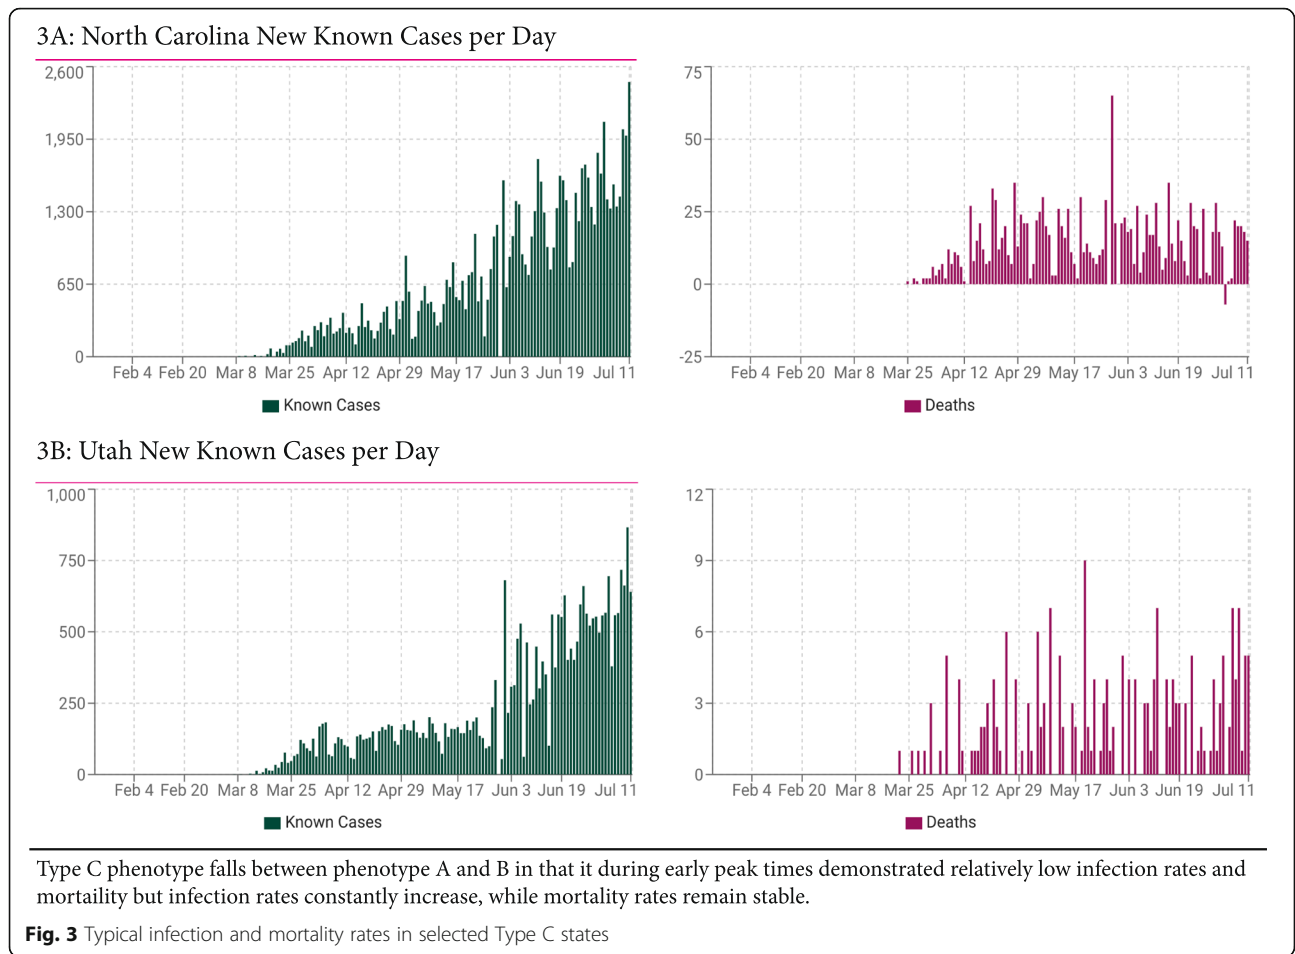 3A: North Carolina New Known Cases per Day
2,600
1,950
1,300
650
0
Feb 4 Feb 20 Mar 8 Mar 25 Apr 12 Apr 29 May 17 Jun 3 Jun 19 Jul 11
Known Cases
75
50
25
0
-25
Feb 4 Feb 20 Mar 8 Mar 25 Apr 12 Apr 29 May 17 Jun 3 Jun 19 Jul 11
Deaths
3B: Utah New Known Cases per Day
1,000
750
500
250
0
Feb 4 Feb 20 Mar 8 Mar 25 Apr 12 Apr 29 May 17 Jun 3 Jun 19 Jul 11
Known Cases
12
9
6
3
0
Feb 4 Feb 20 Mar 8 Mar 25 Apr 12 Apr 29 May 17 Jun 3 Jun 19 Jul 11
Deaths
Type C phenotype falls between phenotype A and B in that it during early peak times demonstrated relatively low infection rates and
mortaility but infection rates constantly increase, while mortality rates remain stable.
Fig. 3 Typical infection and mortality rates in selected Type C states